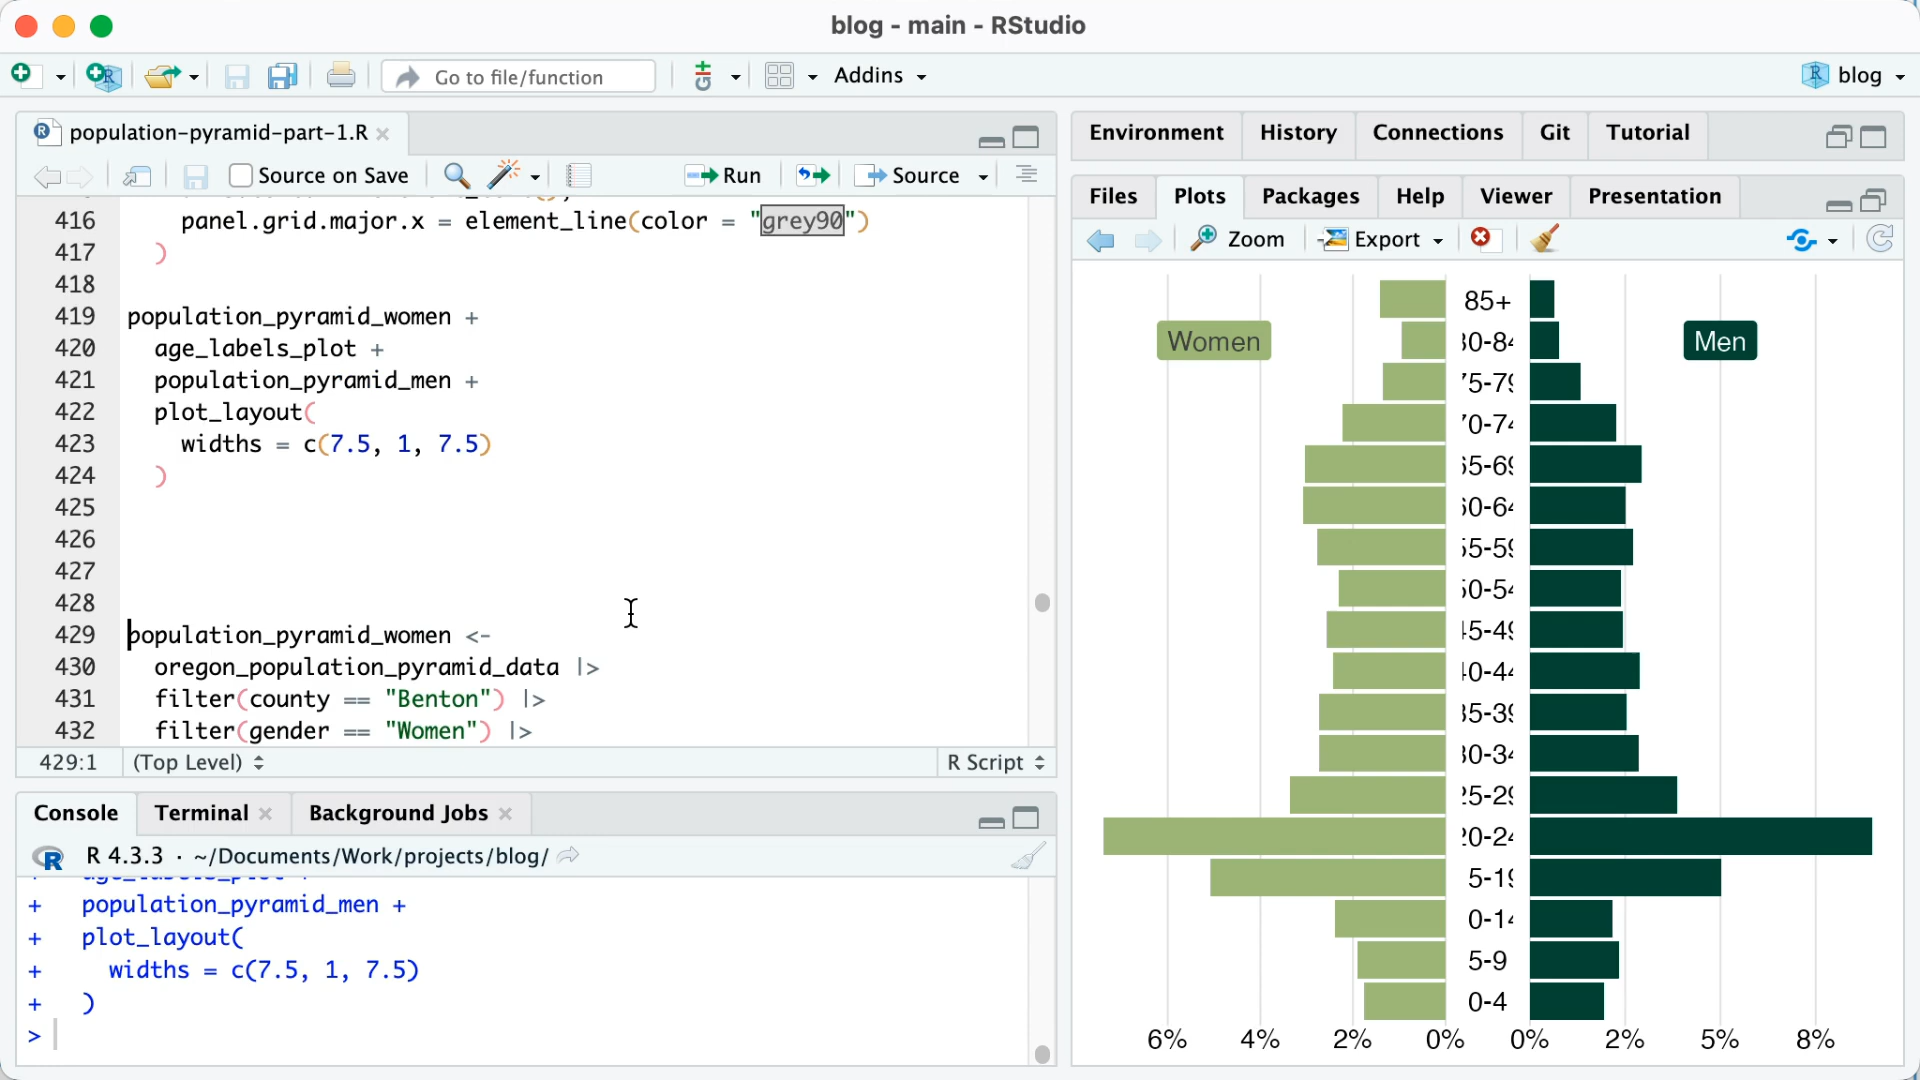 blog - main - RStudio
Go to file/function
Addins
blog
population-pyramid-part-1.R
Source on Save
Run
Source
416 panel.grid.major.x = element_line(color = "grey90")
417 )
418
419 population_pyramid_women +
420 age_labels_plot +
421 population_pyramid_men +
422 plot_layout(
423 widths = c(7.5, 1, 7.5)
424 )
425
426
427
428
429 population_pyramid_women <-
430 oregon_population_pyramid_data |>
431 filter(county == "Benton") |>
432 filter(gender == "Women") |>
429:1 (Top Level) R Script
Console Terminal Background Jobs
R 4.3.3 · ~/Documents/Work/projects/blog/
+ population_pyramid_men +
+ plot_layout(
+ widths = c(7.5, 1, 7.5)
+ )
>
Environment History Connections Git Tutorial
Files Plots Packages Help Viewer Presentation
Zoom Export
85+
Women
Men
5-9
0-4
6% 4% 2% 0% 0% 2% 5% 8%